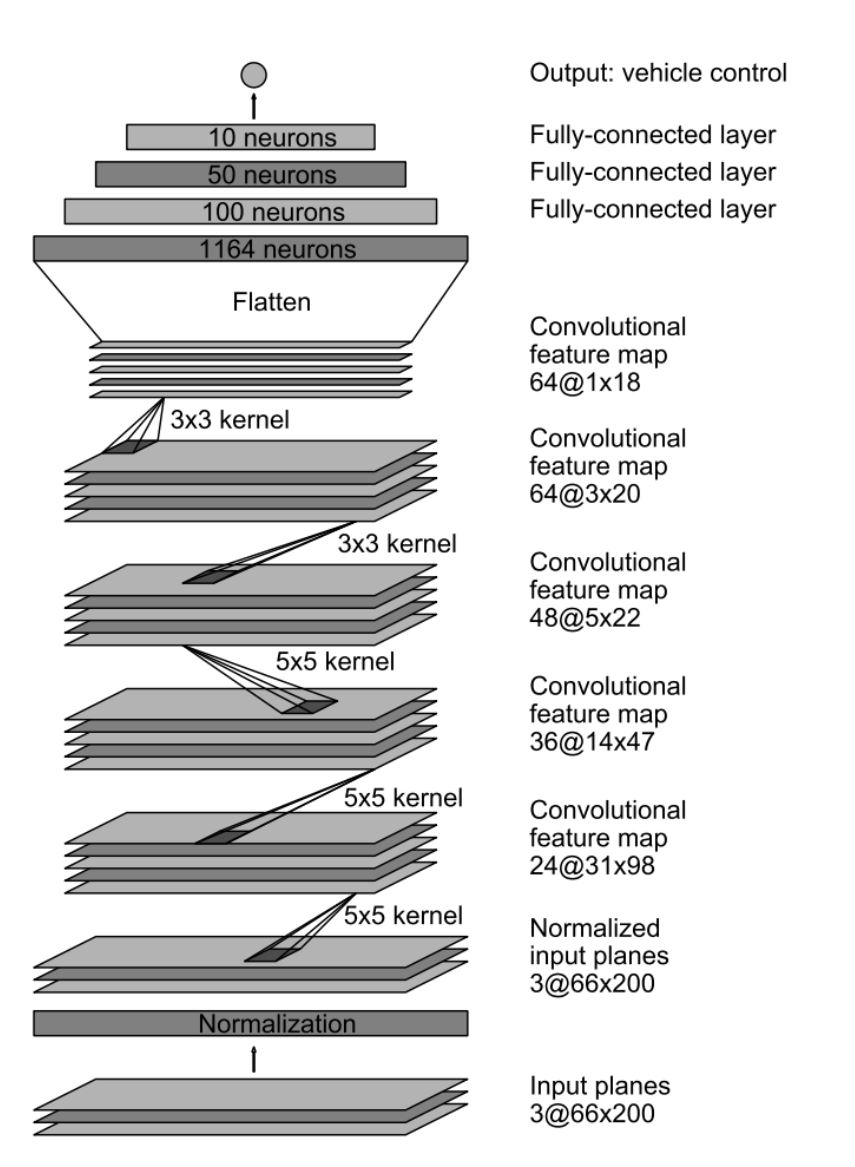 Output: vehicle control
10 neurons
Fully-connected layer
50 neurons
Fully-connected layer
100 neurons
Fully-connected layer
1164 neurons
Flatten
Convolutional
feature map
64@1x18
3x3 kernel
Convolutional
feature map
64@3x20
3x3 kernel
Convolutional
feature map
48@5x22
5x5 kernel
Convolutional
feature map
36@14x47
5x5 kernel
Convolutional
feature map
24@31x98
5x5 kernel
Normalized
input planes
3@66x200
Normalization
Input planes
3@66x200